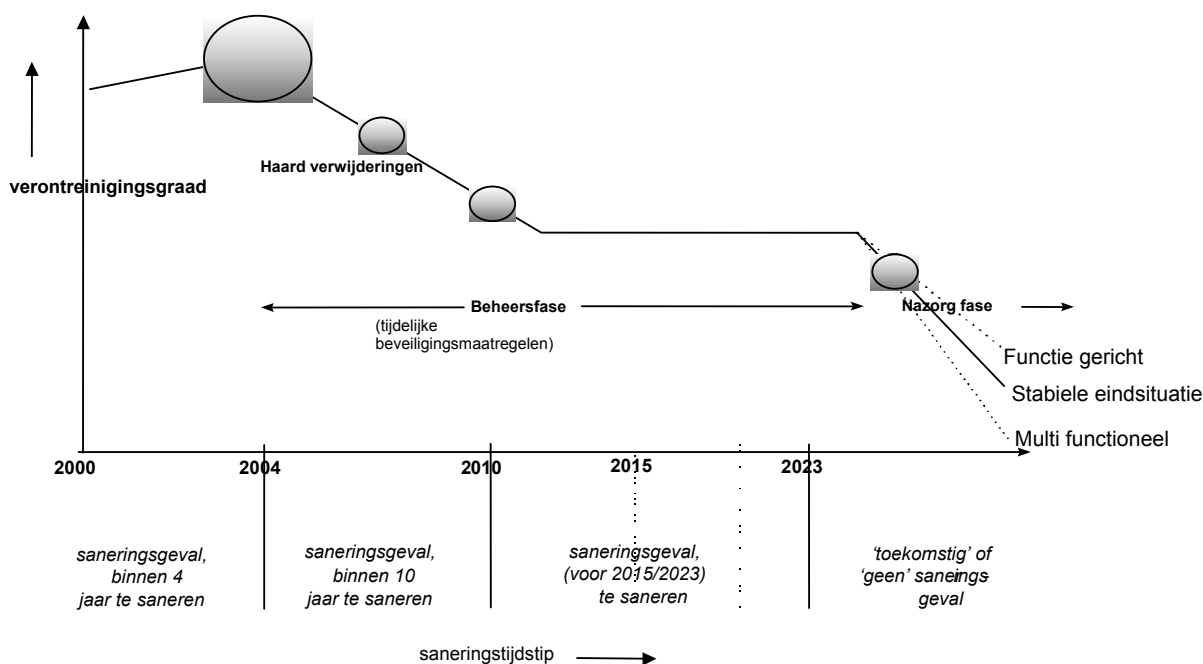 Haard verwijderingen
verontreinigingsgraad
Beheersfase
(tijdelijke
beveiligingsmaatregelen)
Nazorg fase
Functie gericht
Stabiele eindsituatie
Multi functioneel
2000
2004
2010
2015
2023
saneringsgeval,
binnen 4
jaar te saneren
saneringsgeval,
binnen 10
jaar te saneren
saneringsgeval,
(voor 2015/2023)
te saneren
‘toekomstig’ of
‘geen’ sanerings-
geval
saneringstijdstip